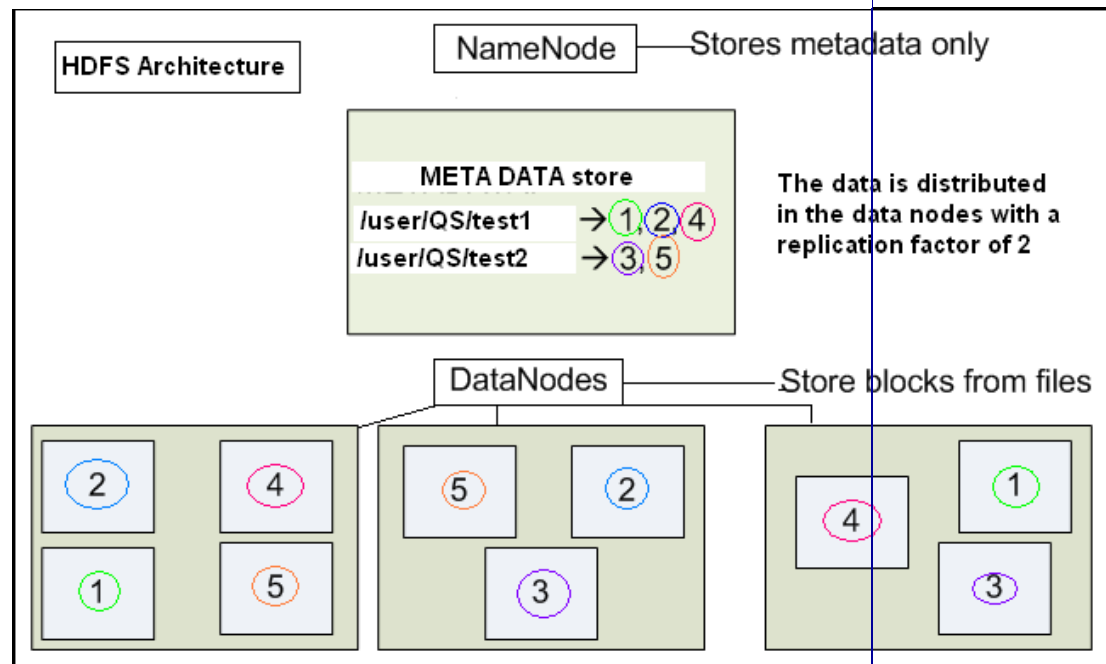 HDFS Architecture
NameNode
Stores metadata only
META DATA store
/user/QS/test1 →1,2,4
/user/QS/test2 →3,5
The data is distributed
in the data nodes with a
replication factor of 2
DataNodes
Store blocks from files
2 4
1 5
5 2
3
4 1
3